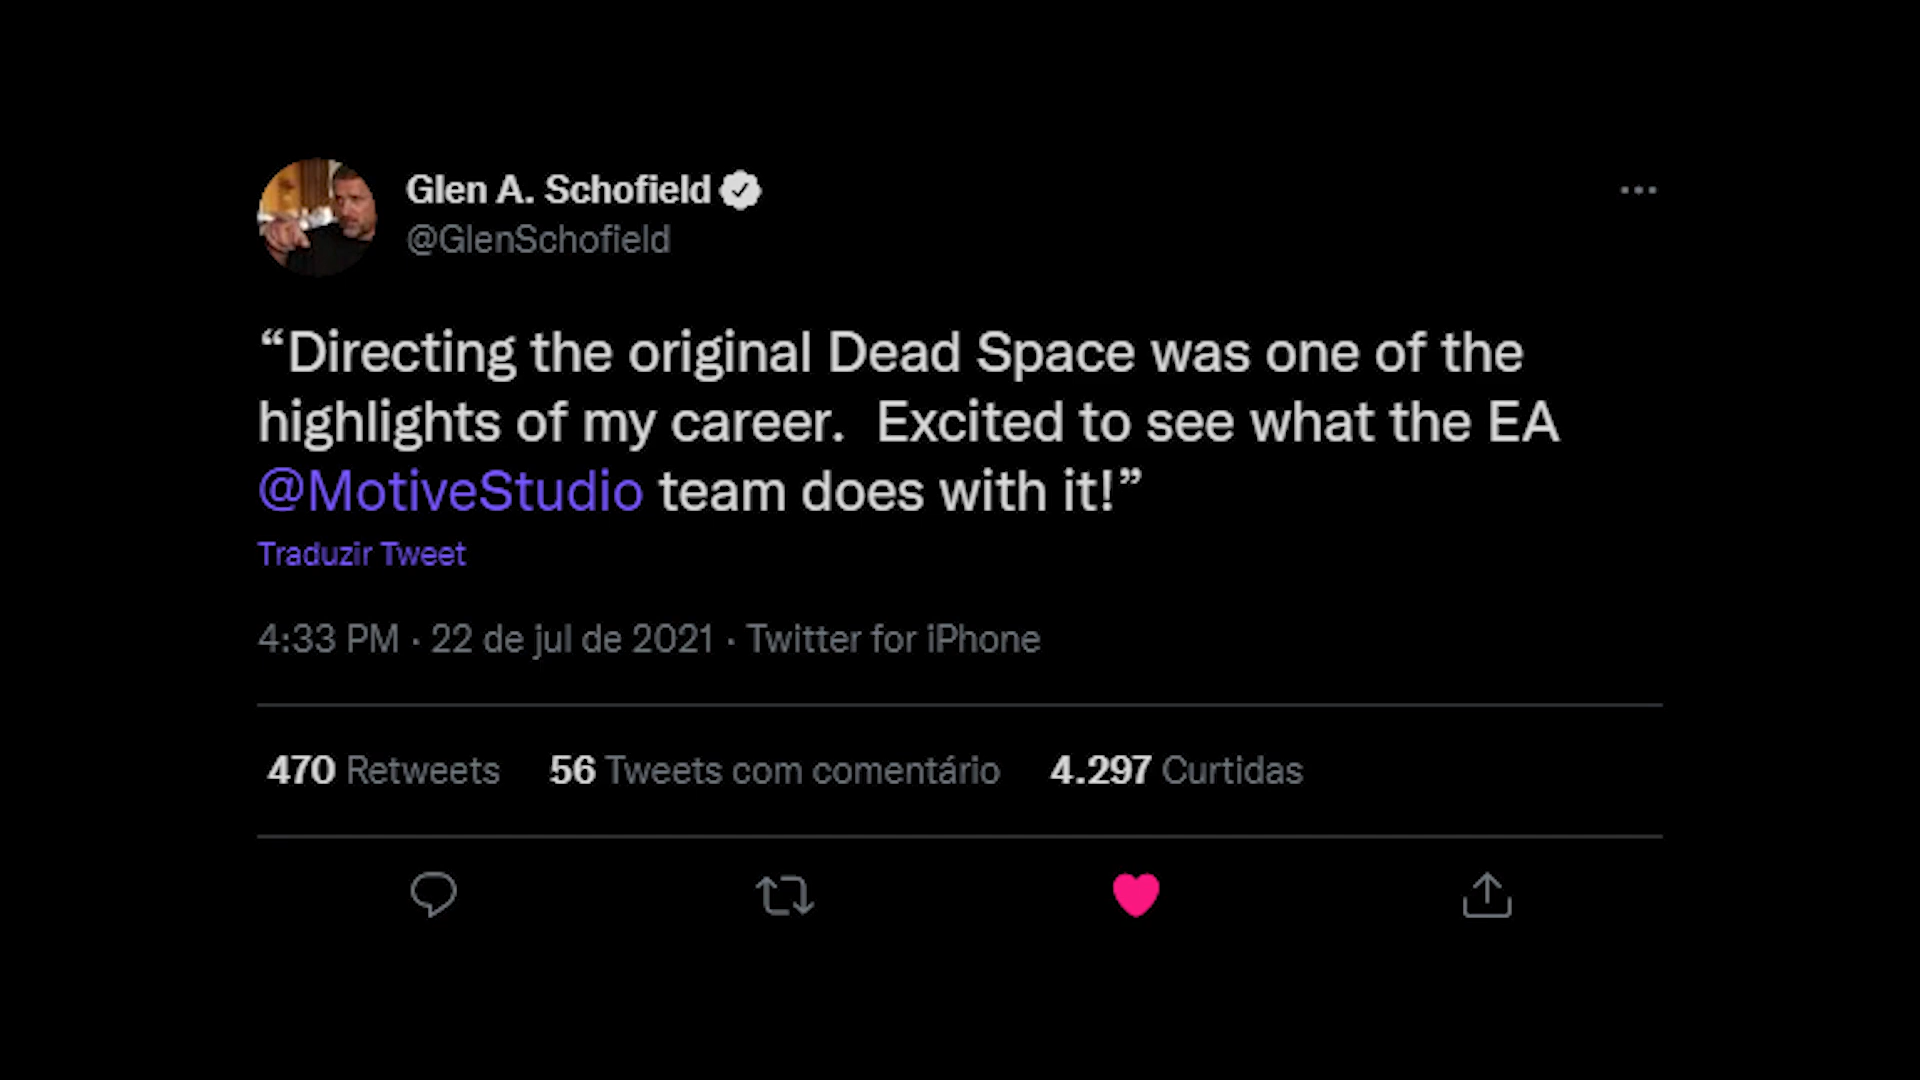 Glen A. Schofield
@GlenSchofield
“Directing the original Dead Space was one of the
highlights of my career.  Excited to see what the EA
@MotiveStudio team does with it!”
Traduzir Tweet
4:33 PM · 22 de jul de 2021 · Twitter for iPhone
470 Retweets 56 Tweets com comentário 4.297 Curtidas